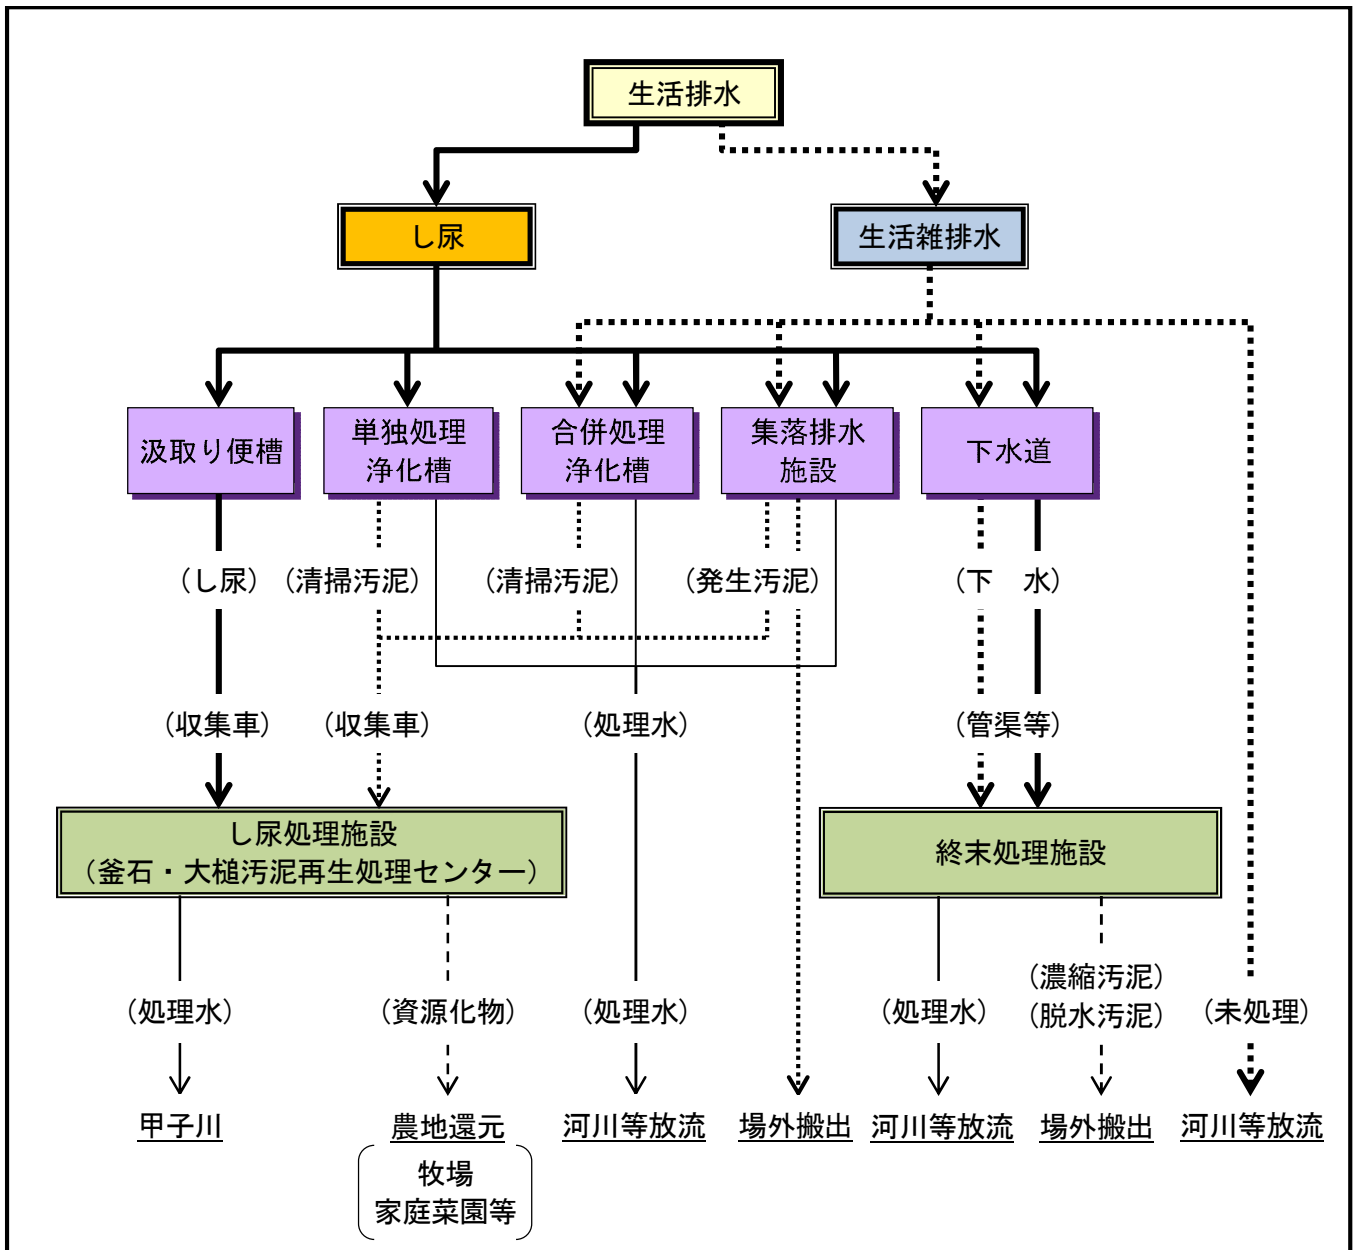 生活排水
し尿
生活雑排水
汲取り便槽
単独処理
浄化槽
合併処理
浄化槽
集落排水
施設
下水道
（し尿）
（清掃汚泥）
（清掃汚泥）
（発生汚泥）
（下　水）
（収集車）
（収集車）
（処理水）
（管渠等）
し尿処理施設
（釜石・大槌汚泥再生処理センター）
終末処理施設
（処理水）
（資源化物）
（処理水）
（処理水）
（濃縮汚泥）
（脱水汚泥）
（未処理）
甲子川
農地還元
河川等放流
場外搬出
河川等放流
場外搬出
河川等放流
牧場
家庭菜園等